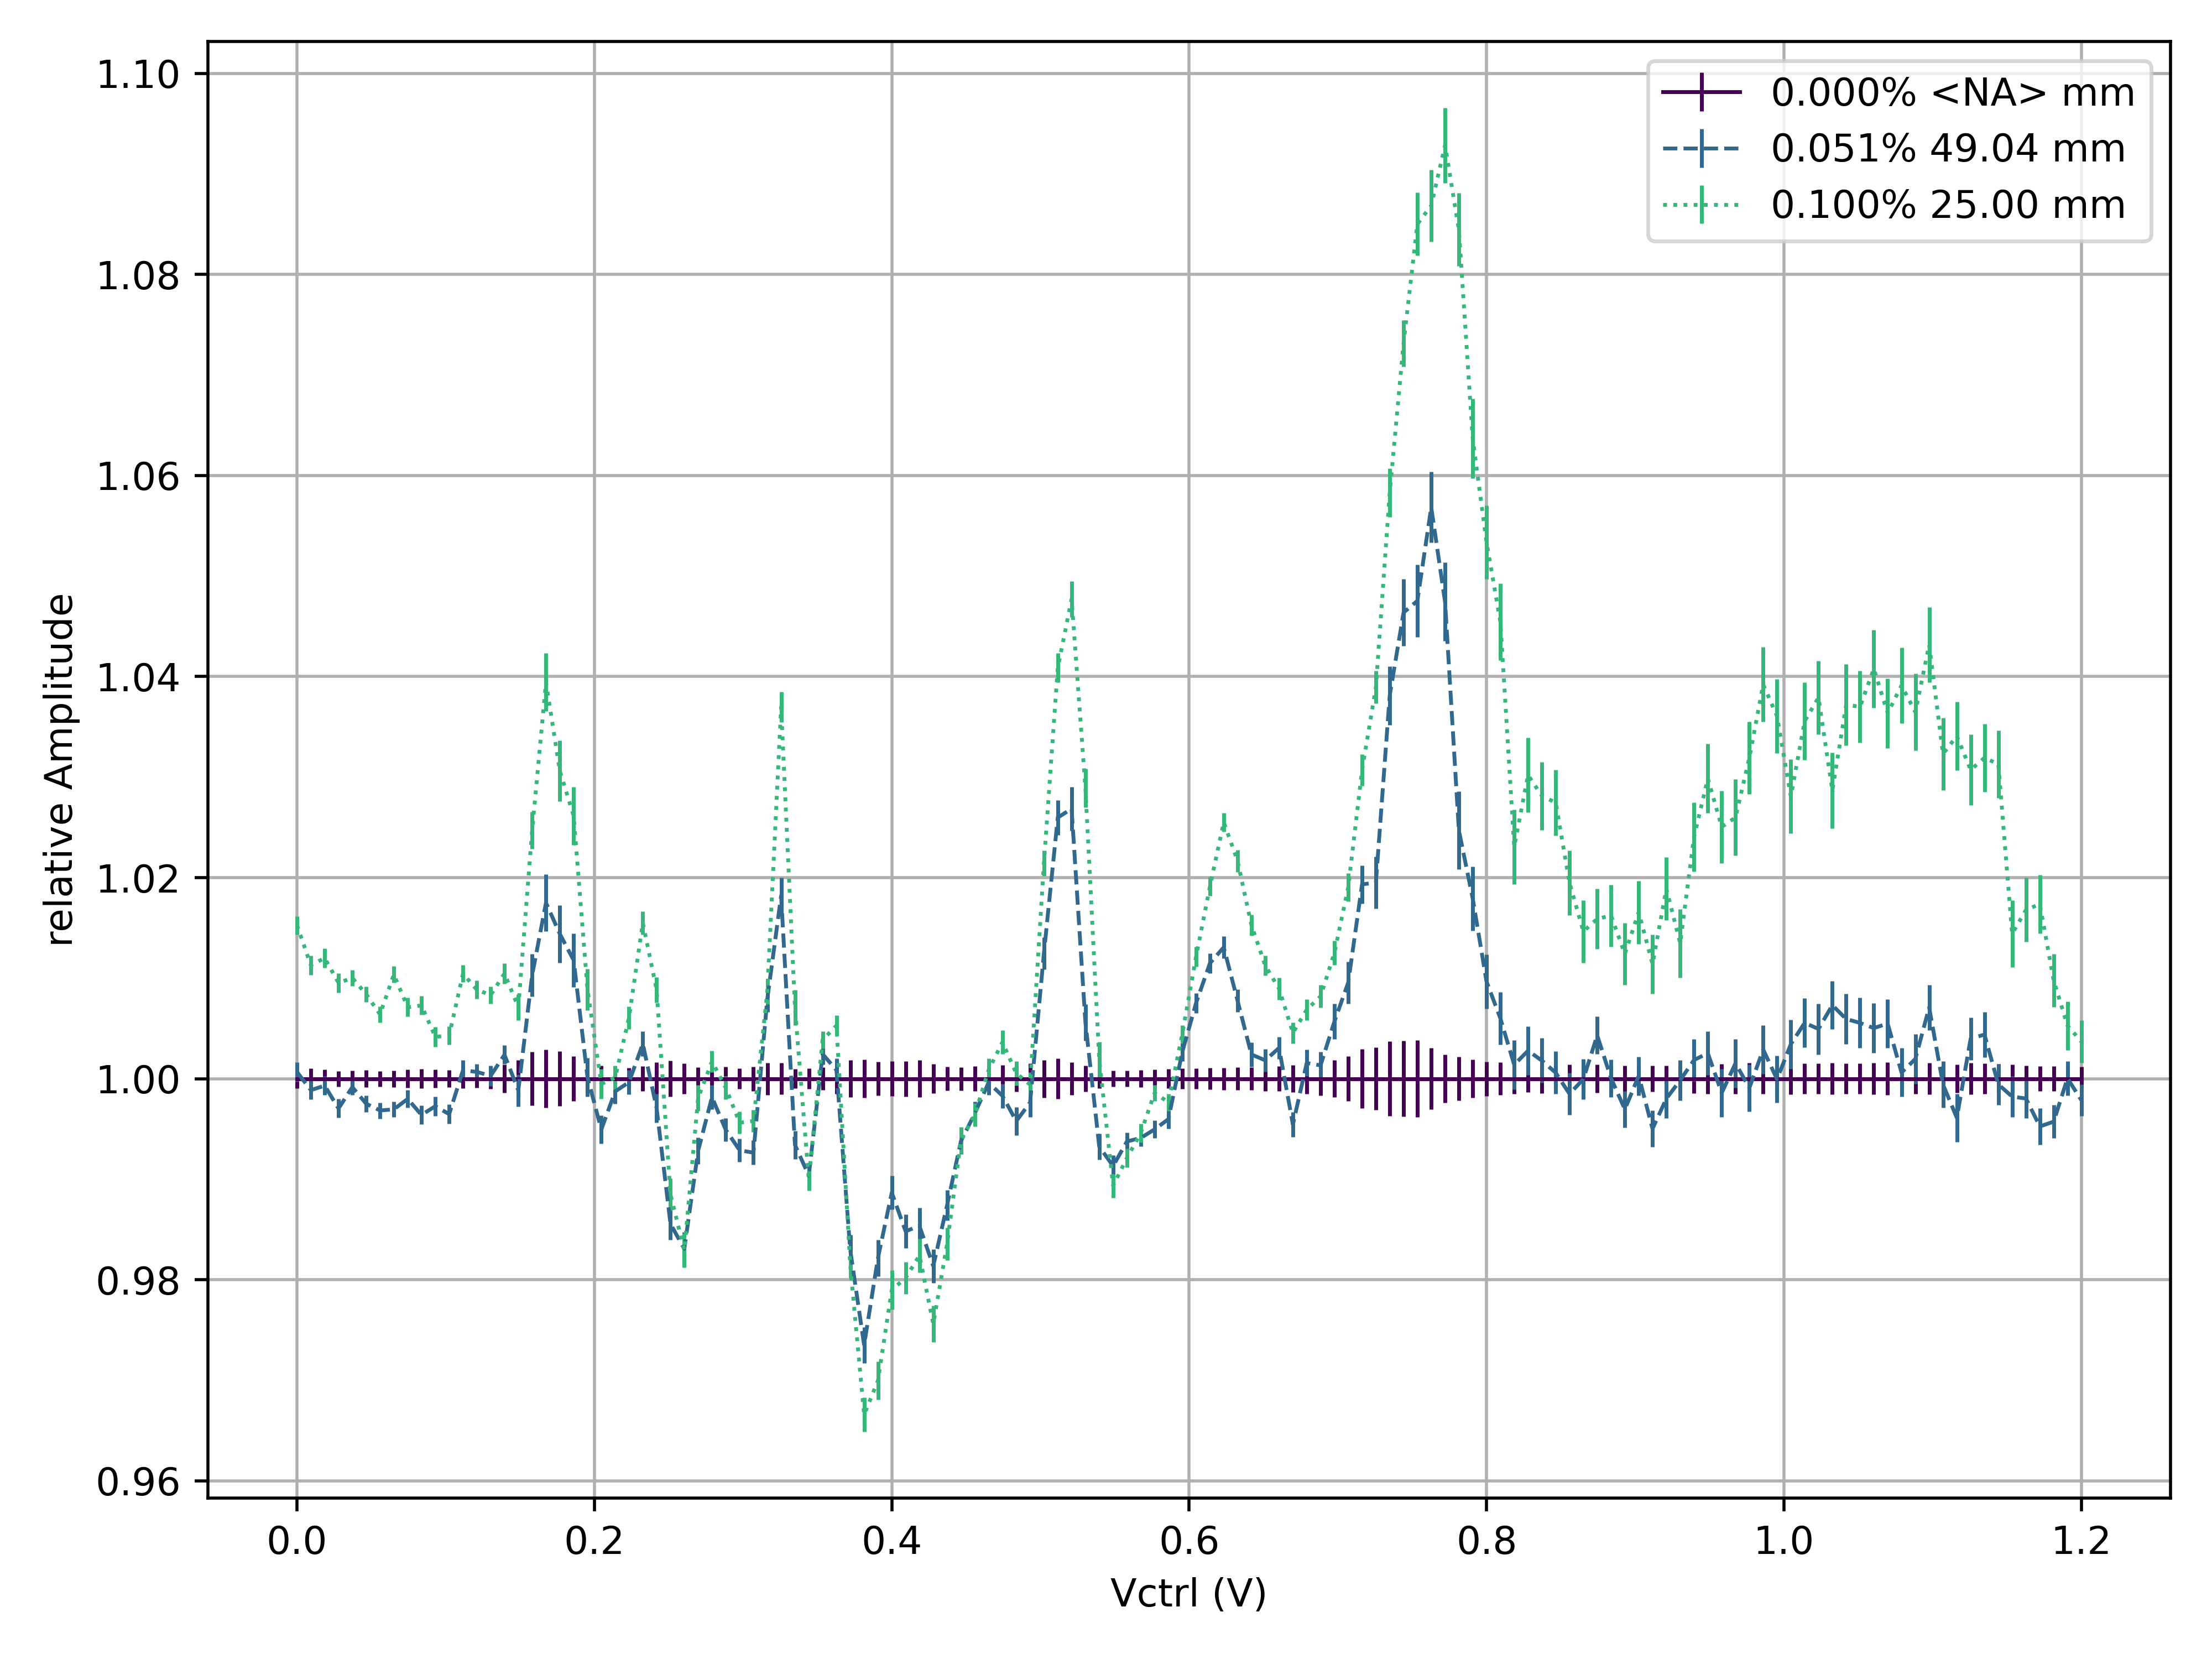 1.10
1.08
1.06
1.04
1.02
1.00
0.98
0.96
relative Amplitude
0.0 0.2 0.4 0.6 0.8 1.0 1.2
Vctrl (V)
0.000% <NA> mm
0.051% 49.04 mm
0.100% 25.00 mm